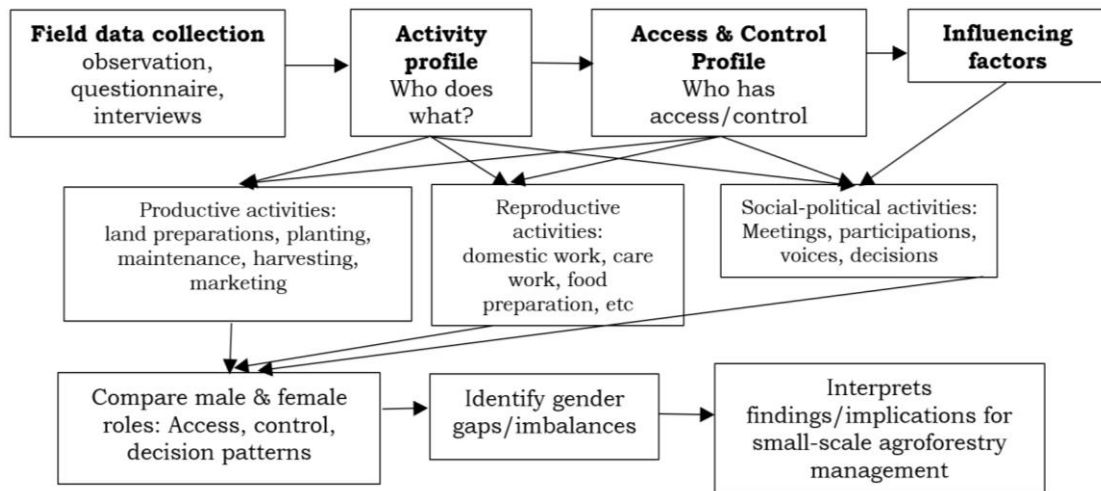 Field data collection
observation,
questionnaire,
interviews
Activity
profile
Who does
what?
Access & Control
Profile
Who has
access/control
Influencing
factors
Productive activities:
land preparations, planting,
maintenance, harvesting,
marketing
Reproductive
activities:
domestic work, care
work, food
preparation, etc
Social-political activities:
Meetings, participations,
voices, decisions
Compare male & female
roles: Access, control,
decision patterns
Identify gender
gaps/imbalances
Interprets
findings/implications for
small-scale agroforestry
management